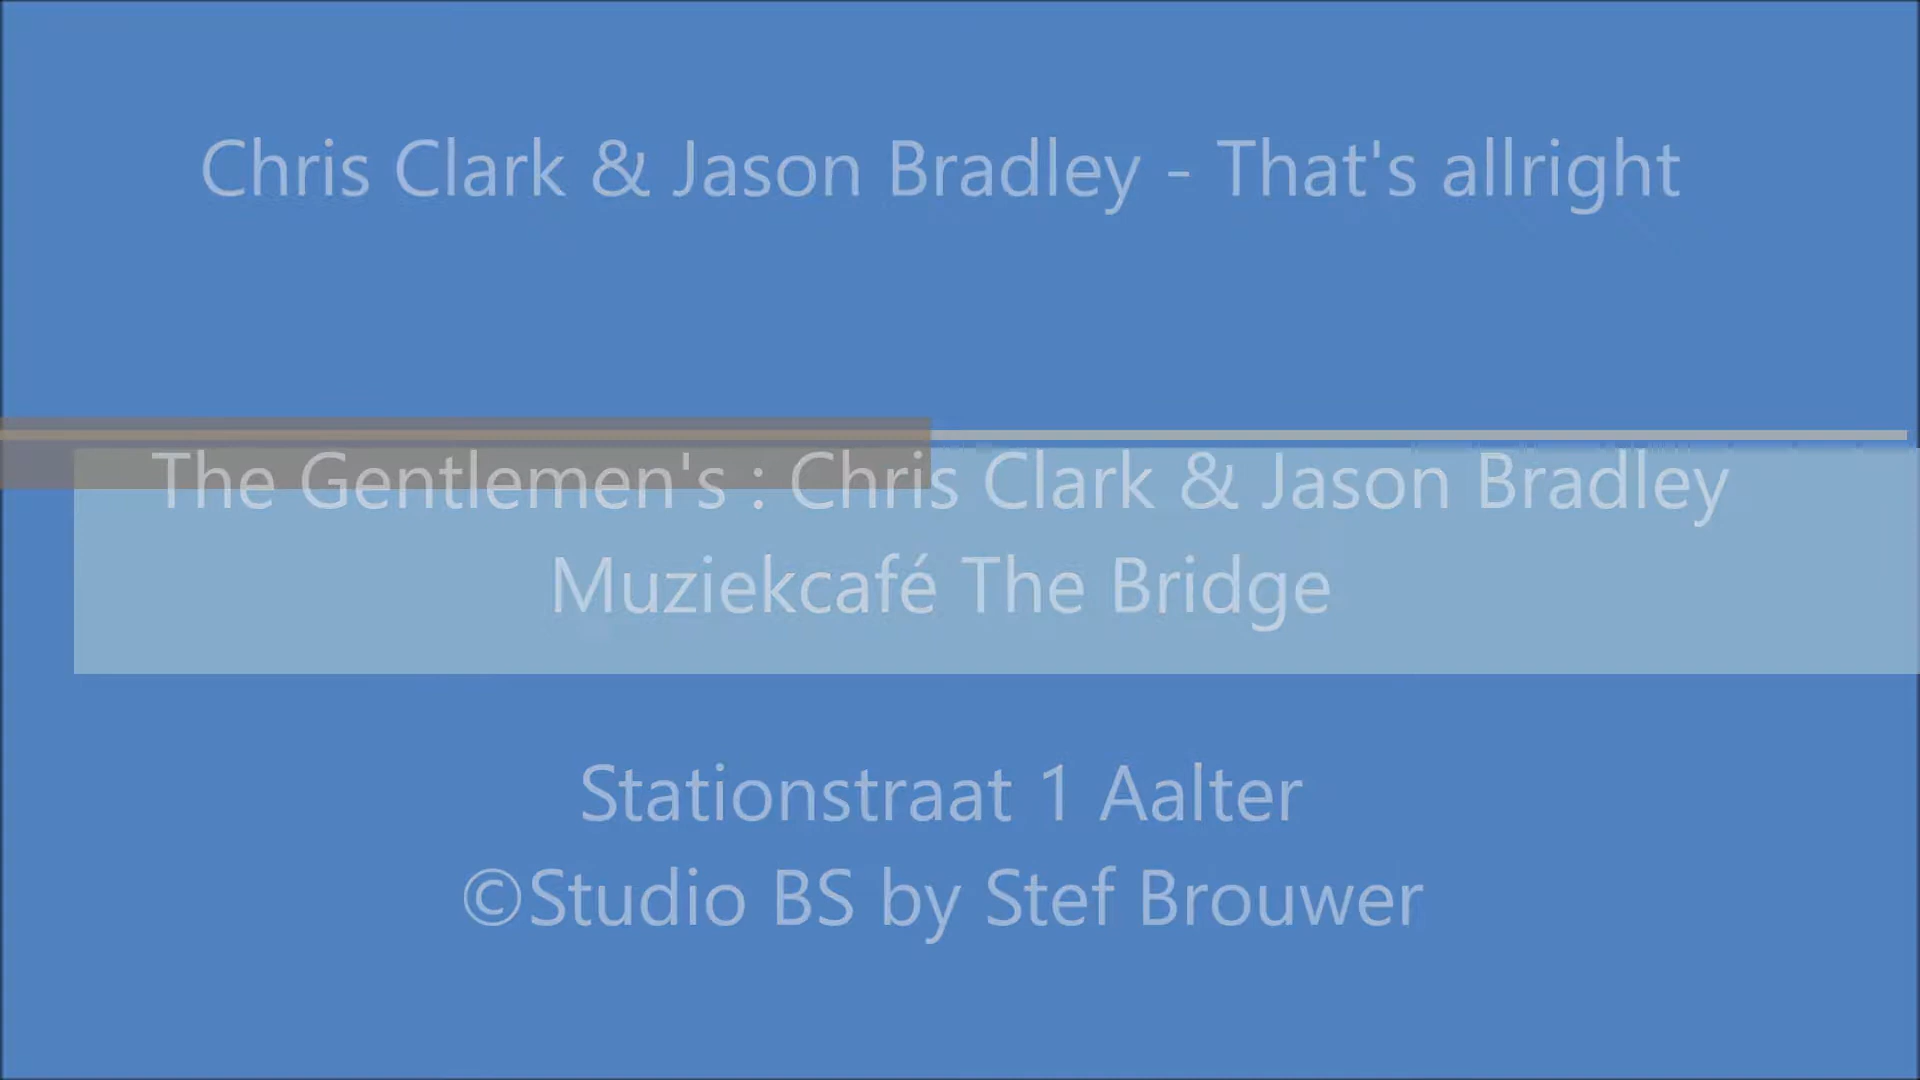 Chris Clark & Jason Bradley - That's allright
The Gentlemen's : Chris Clark & Jason Bradley
Muziekcafé The Bridge
Stationstraat 1 Aalter
©Studio BS by Stef Brouwer